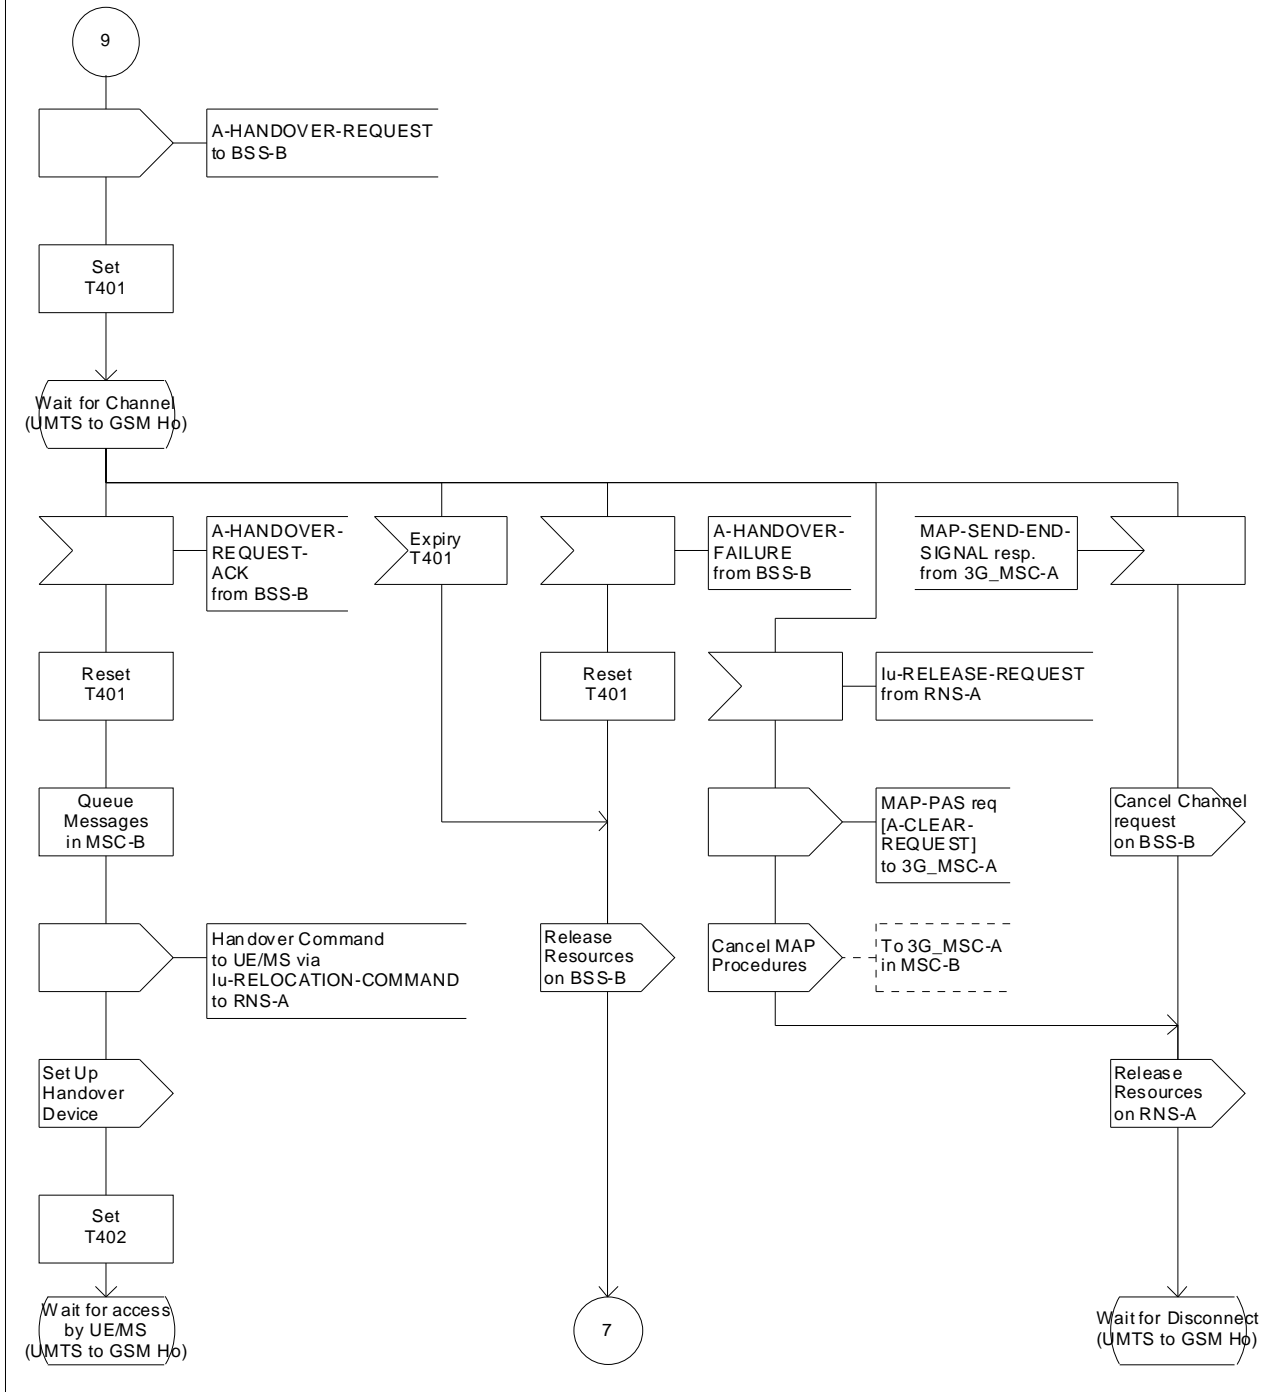 9
A-HANDOVER-REQUEST
to BSS-B
Set
T401
Wait for Channel
(UMTS to GSM Ho)
A-HANDOVER-
REQUEST-
ACK
from BSS-B
Expiry
T401
A-HANDOVER-
FAILURE
from BSS-B
MAP-SEND-END-
SIGNAL resp.
from 3G_MSC-A
Reset
T401
Reset
T401
Iu-RELEASE-REQUEST
from RNS-A
Queue
Messages
in MSC-B
MAP-PAS req
[A-CLEAR-
REQUEST]
to 3G_MSC-A
Cancel Channel
request
on BSS-B
Handover Command
to UE/MS via
Iu-RELOCATION-COMMAND
to RNS-A
Release
Resources
on BSS-B
Cancel MAP
Procedures
To 3G_MSC-A
in MSC-B
Set Up
Handover
Device
Release
Resources
on RNS-A
Set
T402
Wait for access
by UE/MS
(UMTS to GSM Ho)
7
Wait for Disconnect
(UMTS to GSM Ho)